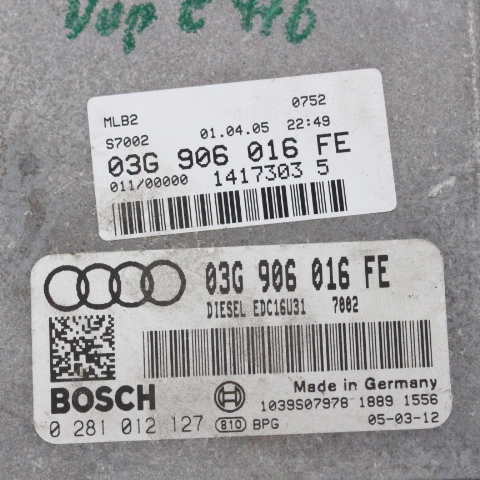 MLB2 0752
S7002 01.04.05 22:49
03G 906 016 FE
011/00000 1417303 5
03G 906 016 FE
DIESEL EDC16U31 7002
BOSCH Made in Germany
1039S07978 1889 1556
0 281 012 127 810 BPG 05-03-12